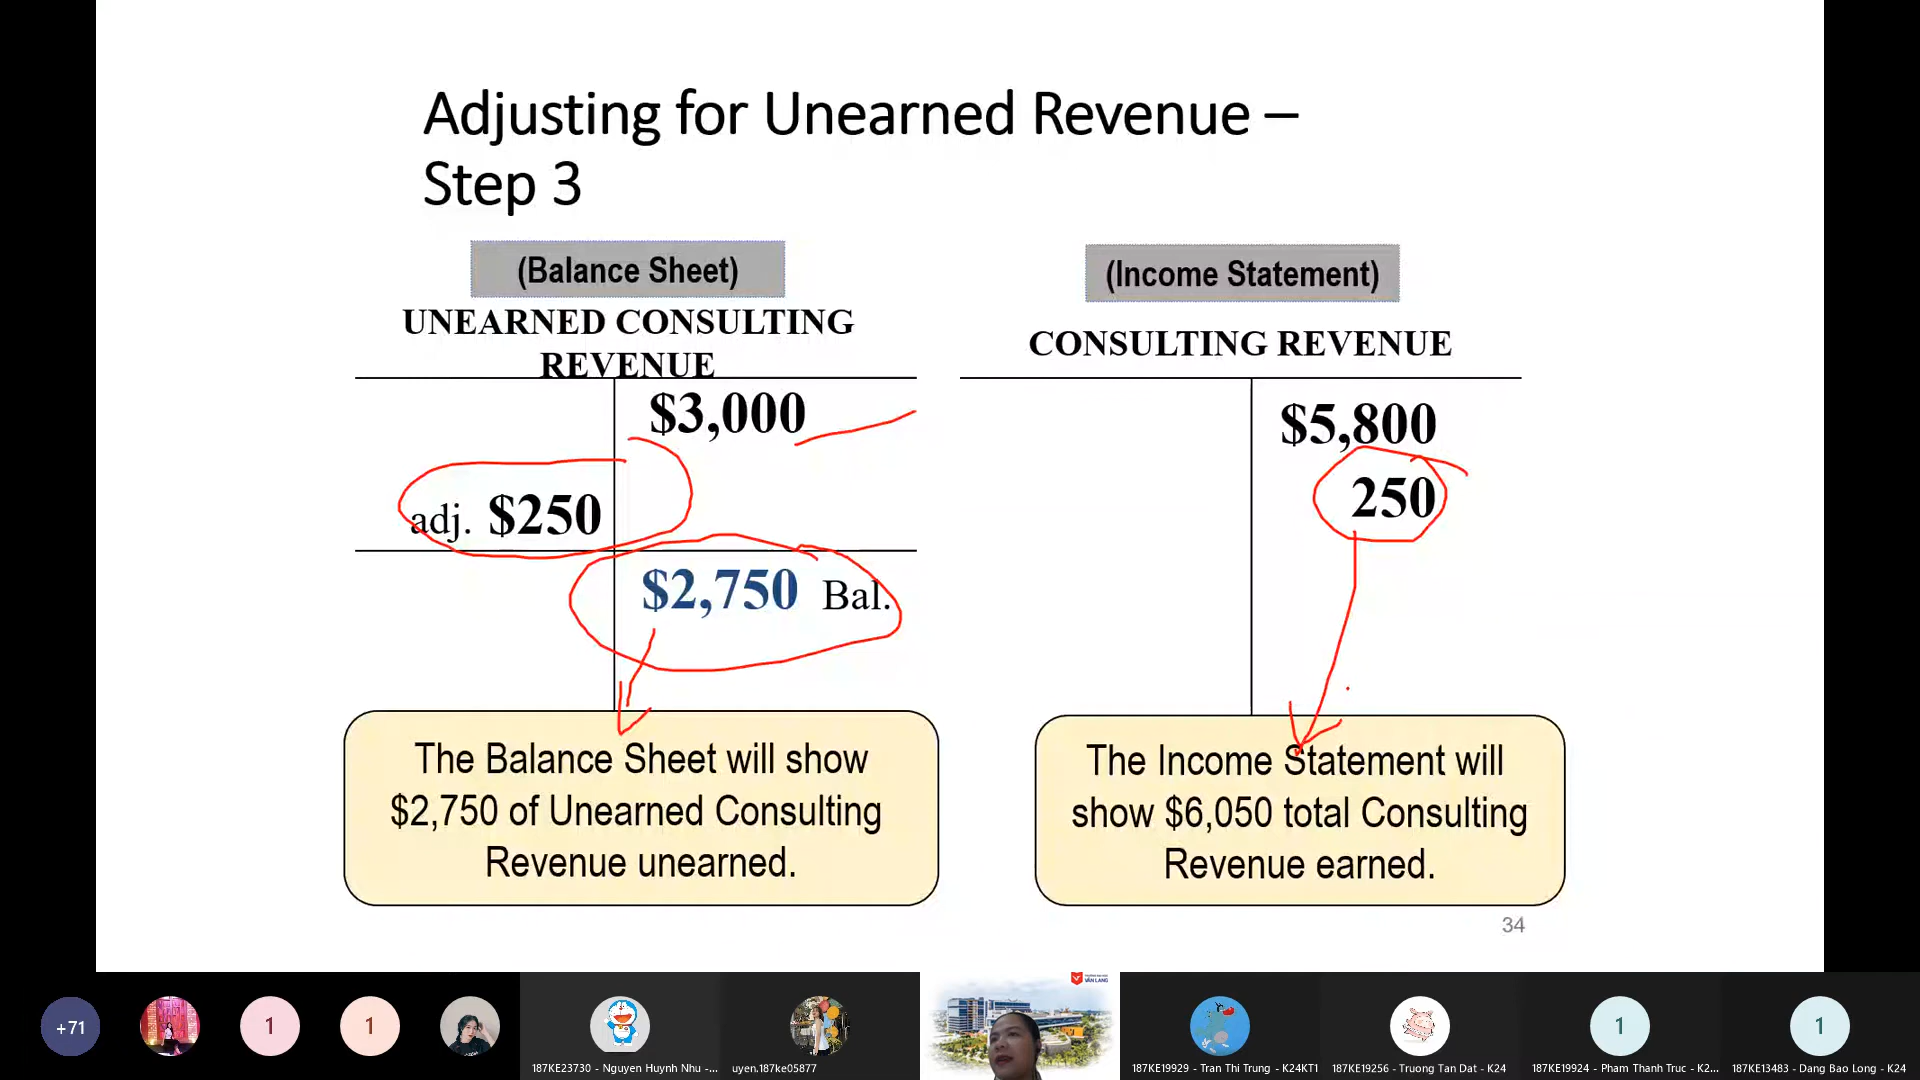 Adjusting for Unearned Revenue –
Step 3
(Balance Sheet)
UNEARNED CONSULTING
REVENUE
$3,000
adj. $250
$2,750 Bal.
The Balance Sheet will show
$2,750 of Unearned Consulting
Revenue unearned.
(Income Statement)
CONSULTING REVENUE
$5,800
250
The Income Statement will
show $6,050 total Consulting
Revenue earned.
34
+71
1
1
187KE23730 - Nguyen Huynh Nhu -...
uyen.187ke05877
VĂN LANG
187KE19929 - Tran Thi Trung - K24KT1
187KE19256 - Truong Tan Dat - K24
1
187KE19924 - Pham Thanh Truc - K2...
1
187KE13483 - Dang Bao Long - K24